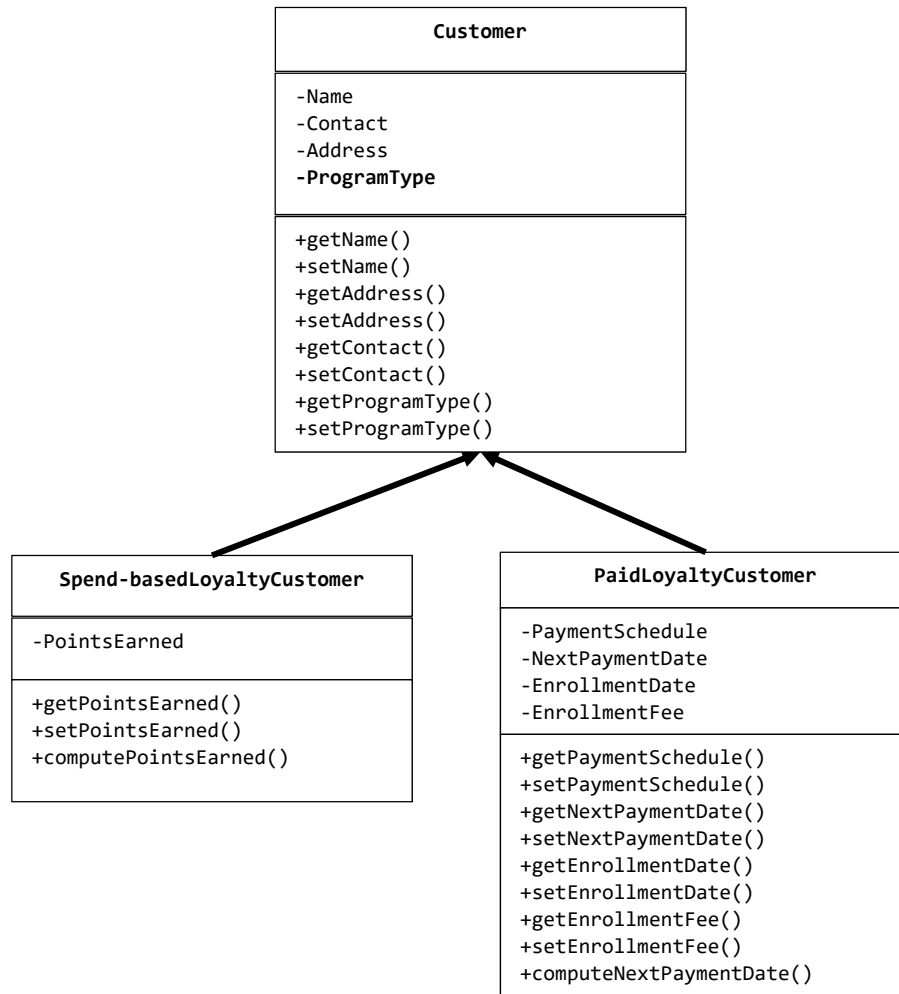 Customer
-Name
-Contact
-Address
-ProgramType
+getName()
+setName()
+getAddress()
+setAddress()
+getContact()
+setContact()
+getProgramType()
+setProgramType()
Spend-basedLoyaltyCustomer
-PointsEarned
+getPointsEarned()
+setPointsEarned()
+computePointsEarned()
PaidLoyaltyCustomer
-PaymentSchedule
-NextPaymentDate
-EnrollmentDate
-EnrollmentFee
+getPaymentSchedule()
+setPaymentSchedule()
+getNextPaymentDate()
+setNextPaymentDate()
+getEnrollmentDate()
+setEnrollmentDate()
+getEnrollmentFee()
+setEnrollmentFee()
+computeNextPaymentDate()